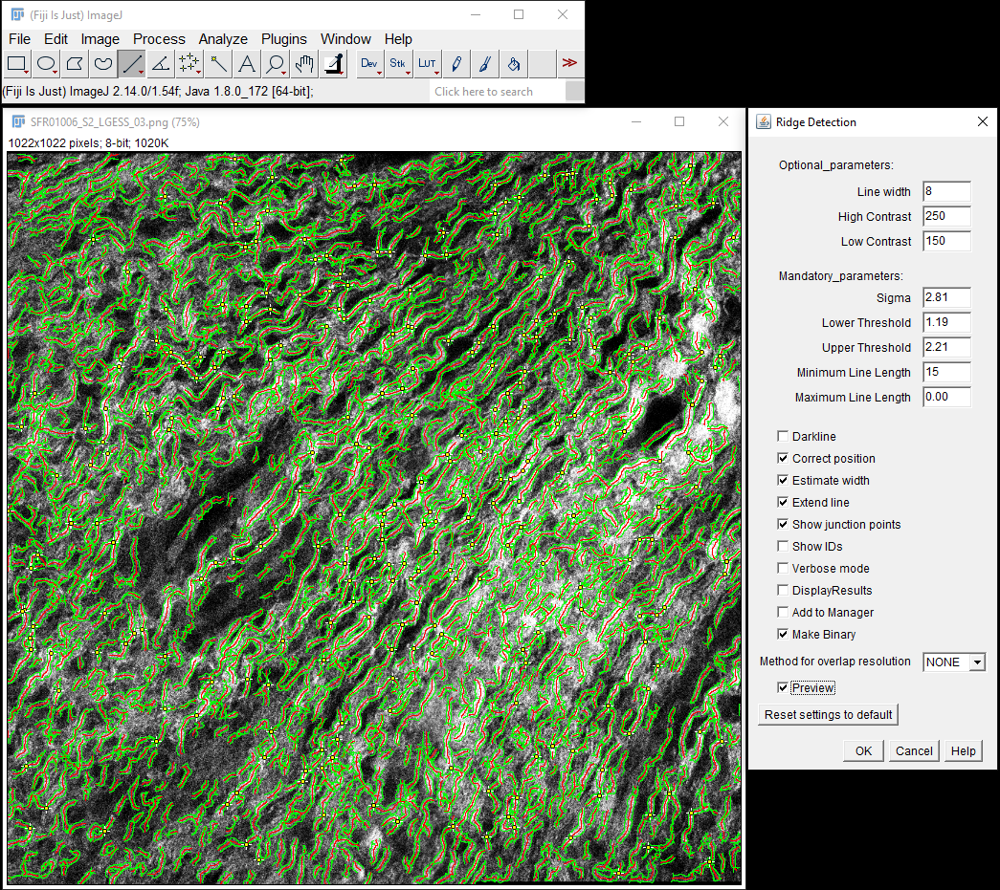 (Fiji Is Just) ImageJ
File Edit Image Process Analyze Plugins Window Help
Dev Stk LUT >>
(Fiji Is Just) ImageJ 2.14.0/1.54f; Java 1.8.0_172 [64-bit]; Click here to search
SFR01006_S2_LGESS_03.png (75%)
1022x1022 pixels; 8-bit; 1020K
Ridge Detection
Optional_parameters:
Line width 8
High Contrast 250
Low Contrast 150
Mandatory_parameters:
Sigma 2.81
Lower Threshold 1.19
Upper Threshold 2.21
Minimum Line Length 15
Maximum Line Length 0.00
Darkline
Correct position
Estimate width
Extend line
Show junction points
Show IDs
Verbose mode
DisplayResults
Add to Manager
Make Binary
Method for overlap resolution NONE
Preview
Reset settings to default
OK Cancel Help